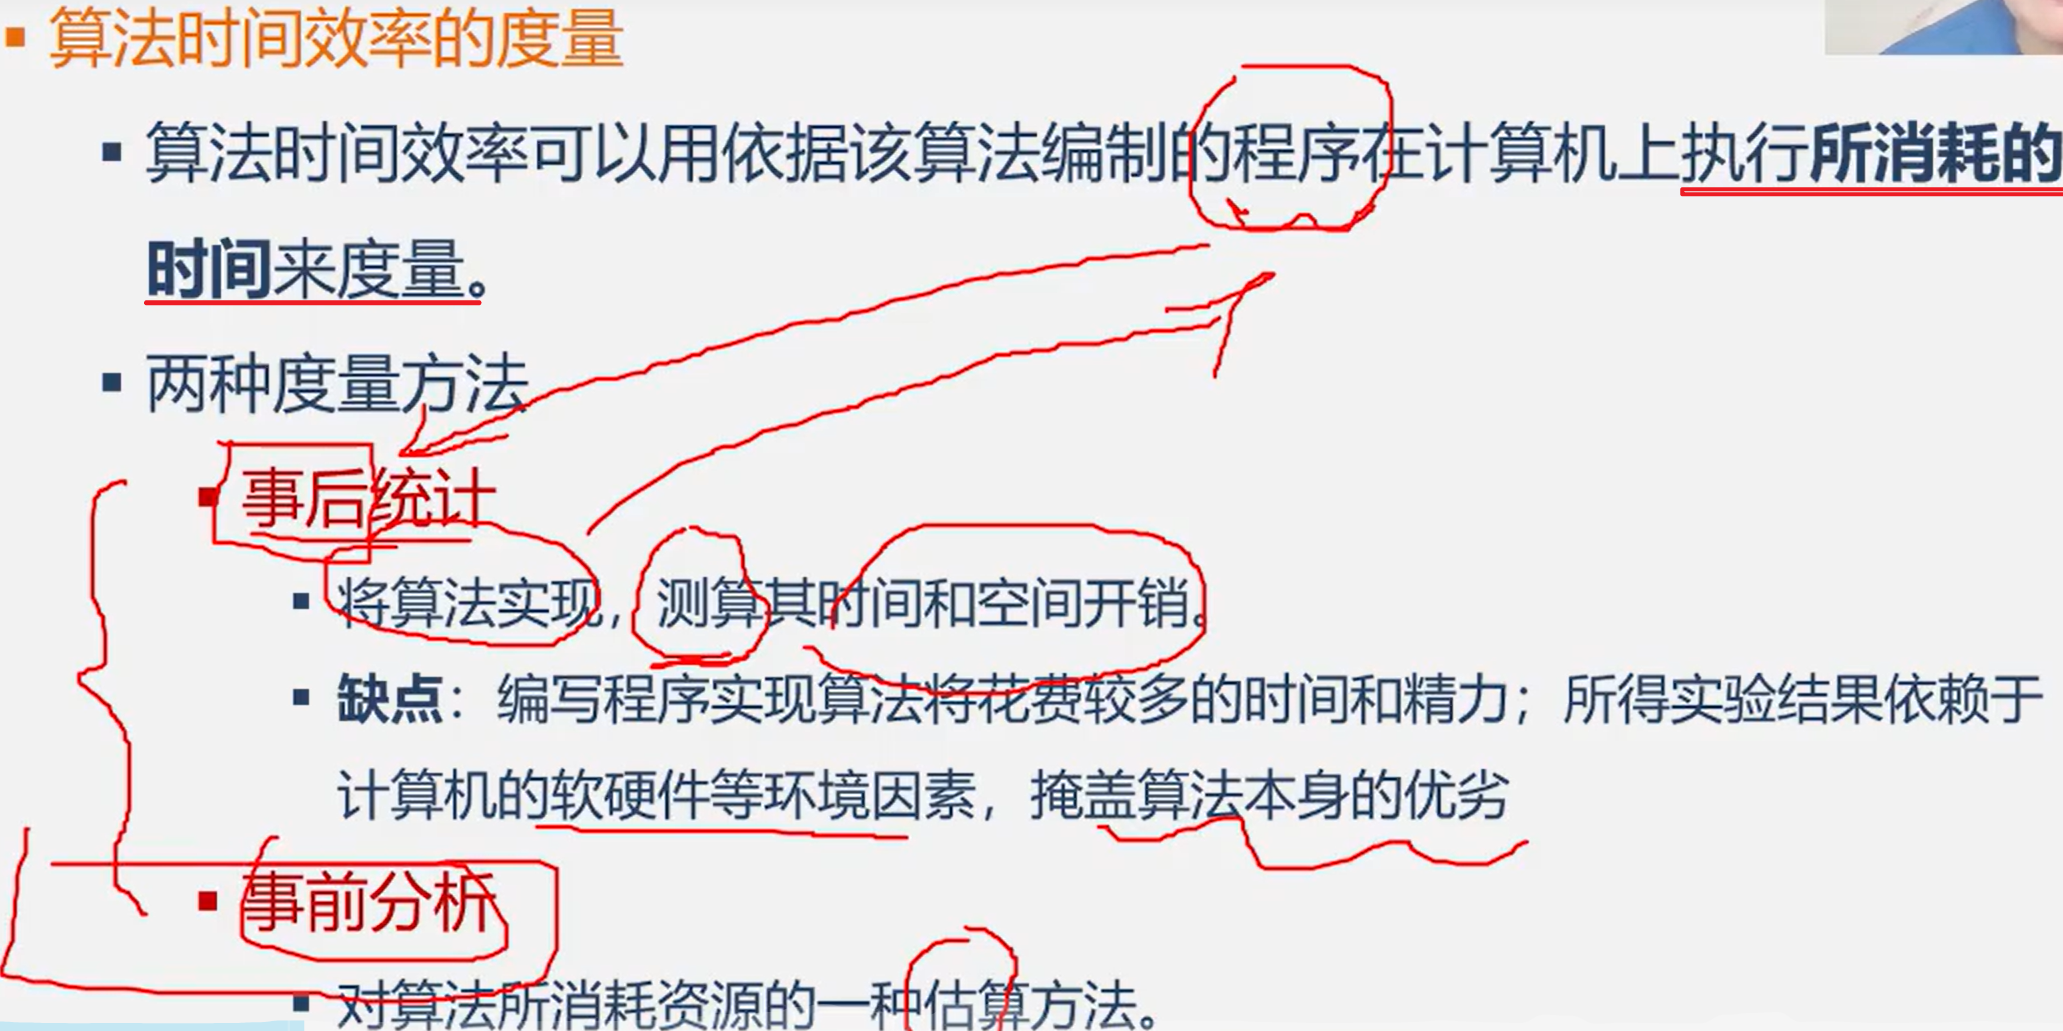 算法时间效率的度量
算法时间效率可以用依据该算法编制的程序在计算机上执行所消耗的
时间来度量。
两种度量方法
事后统计
将算法实现，测算其时间和空间开销。
缺点：编写程序实现算法将花费较多的时间和精力；所得实验结果依赖于
计算机的软硬件等环境因素，掩盖算法本身的优劣
事前分析
对算法所消耗资源的一种估算方法。